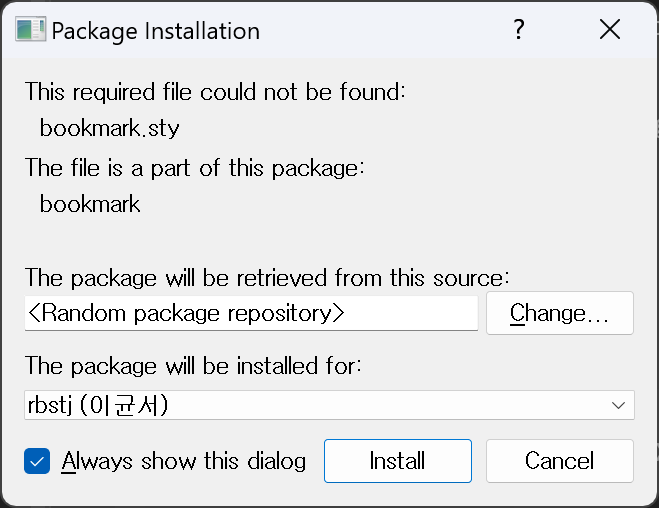 Package Installation
?
This required file could not be found:
bookmark.sty
The file is a part of this package:
bookmark
The package will be retrieved from this source:
<Random package repository>
Change...
The package will be installed for:
rbstj (이균서)
Always show this dialog
Install
Cancel